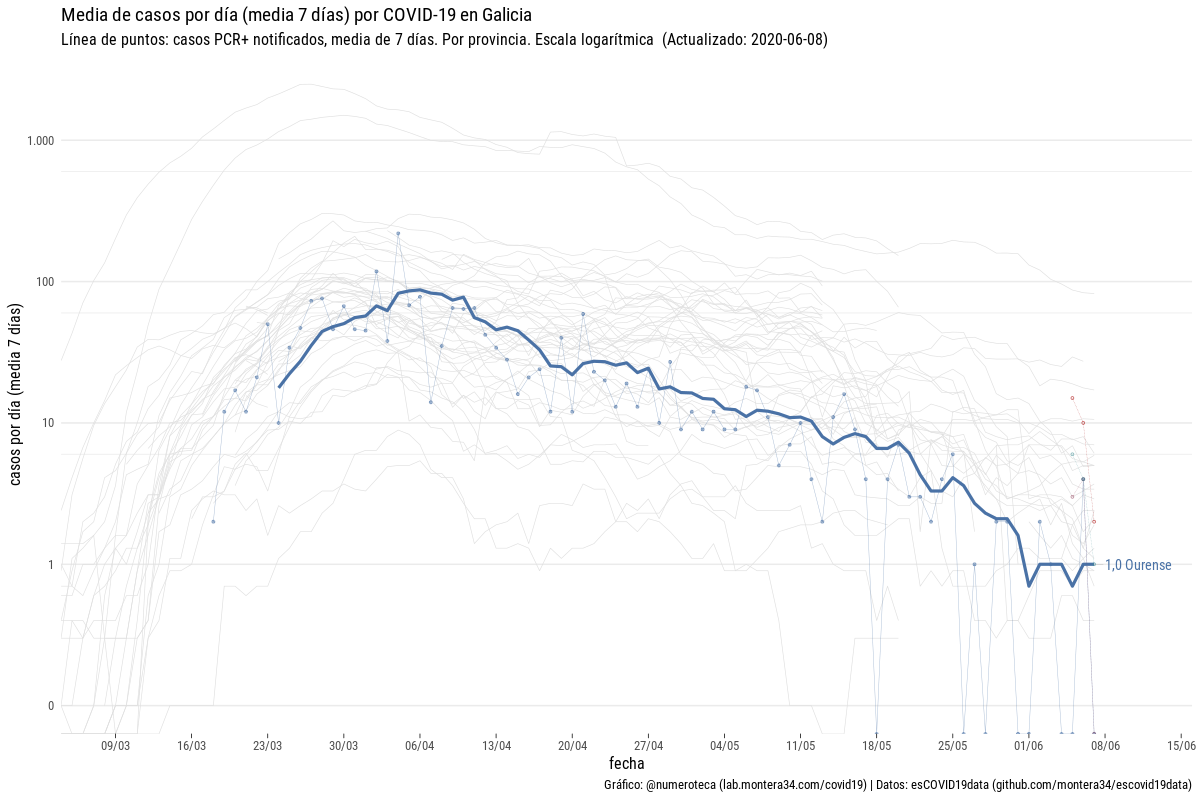 Media de casos por día (media 7 días) por COVID-19 en Galicia
Línea de puntos: casos PCR+ notificados, media de 7 días. Por provincia. Escala logarítmica  (Actualizado: 2020-06-08)
casos por día (media 7 días)
1.000
100
10
1
0
1,0 Ourense
09/03 16/03 23/03 30/03 06/04 13/04 20/04 27/04 04/05 11/05 18/05 25/05 01/06 08/06 15/06
fecha
Gráfico: @numeroteca (lab.montera34.com/covid19) | Datos: esCOVID19data (github.com/montera34/escovid19data)